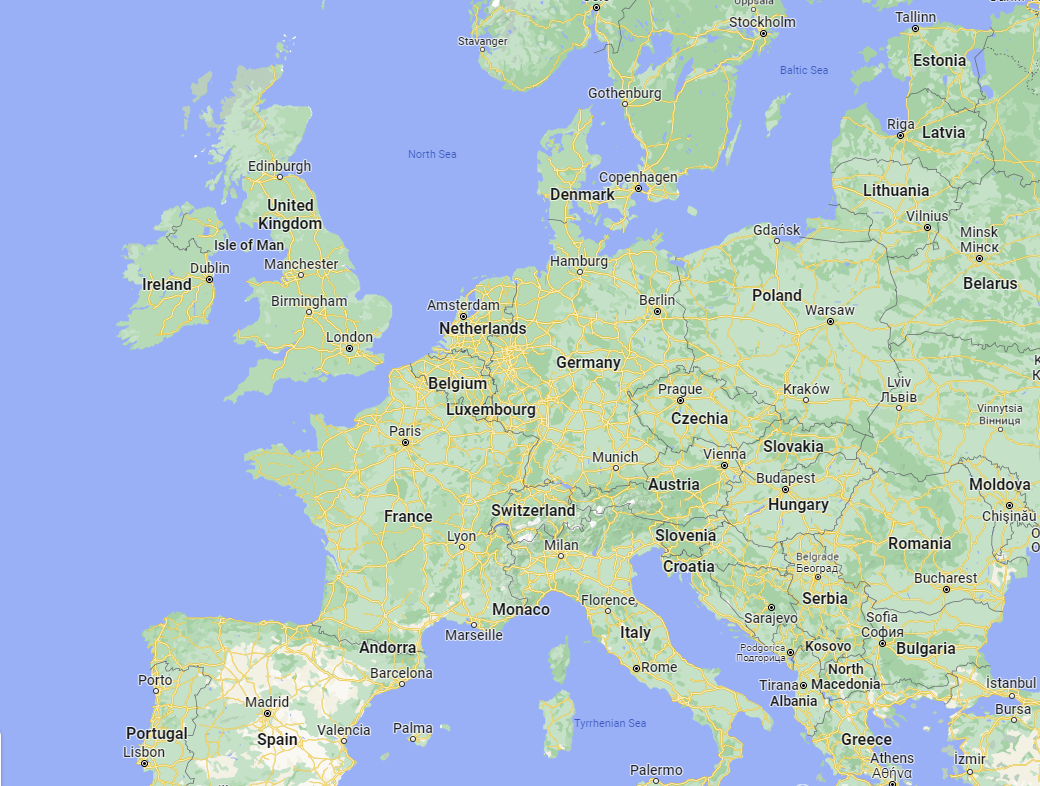 Uppsala
Stockholm
Tallinn
Stavanger
Estonia
Baltic Sea
Gothenburg
Riga
Latvia
North Sea
Edinburgh
Copenhagen
Denmark
Lithuania
United
Kingdom
Vilnius
Gdańsk
Minsk
Мінск
Isle of Man
Manchester
Dublin
Ireland
Hamburg
Belarus
Birmingham
Amsterdam
Berlin
Poland
Warsaw
Netherlands
London
Germany
Belgium
Prague
Kraków
Lviv
Львів
Luxembourg
Czechia
Vinnytsia
Вінниця
Paris
Slovakia
Munich
Vienna
Austria
Budapest
Hungary
Moldova
Chișinău
France
Switzerland
Lyon
Milan
Slovenia
Romania
Croatia
Belgrade
Београд
Bucharest
Serbia
Monaco
Florence
Sarajevo
Sofia
София
Marseille
Italy
Andorra
Podgorica
Подгорица
Kosovo
Bulgaria
Barcelona
Rome
North
Macedonia
Tirana
Albania
İstanbul
Bursa
Porto
Madrid
Portugal
Spain
Valencia
Palma
Tyrrhenian Sea
Lisbon
Greece
Athens
Αθήνα
İzmir
Palermo